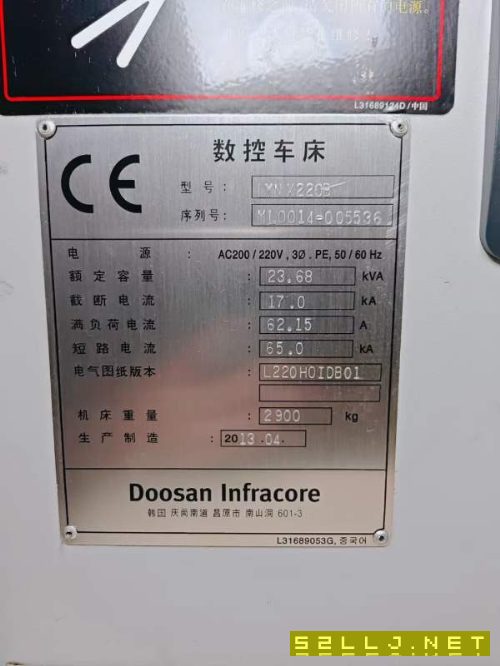 的电源。
L31689124D/中国
CE
数控车床
型号:
序列号: ML0014-005536
电源: AC200/220V, 3Ø. PE, 50/60 Hz
额定容量: 23.68 kVA
截断电流: 17.0 kA
满负荷电流: 62.15 A
短路电流: 65.0 kA
电气图纸版本: L220H0IDB01
机床重量: 2900 kg
生产制造: 2013.04.
Doosan Infracore
韩国 庆尚南道 昌原市 南山洞 601-3
L31689053G, 중국어
52LLJ.NET